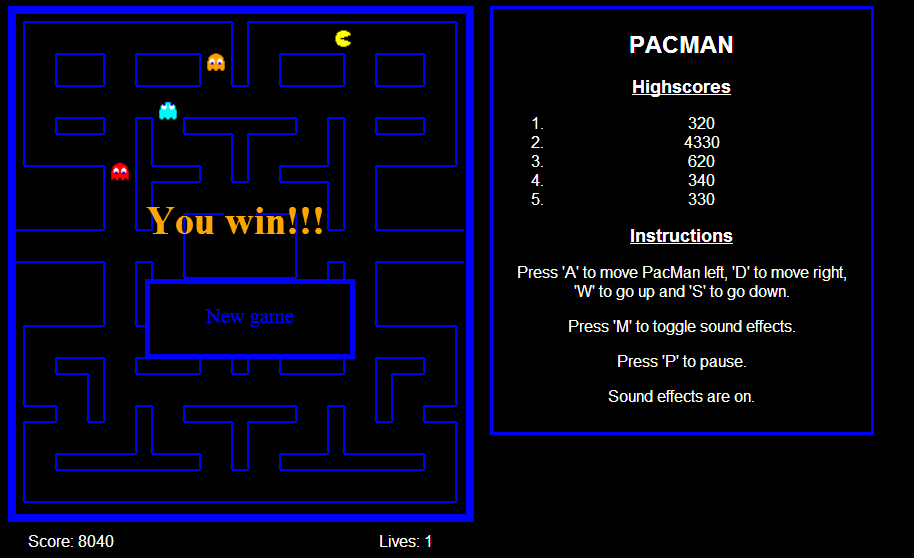 PACMAN
Highscores
1. 320
2. 4330
3. 620
4. 340
5. 330
Instructions
Press 'A' to move PacMan left, 'D' to move right,
'W' to go up and 'S' to go down.
Press 'M' to toggle sound effects.
Press 'P' to pause.
Sound effects are on.
You win!!!
New game
Score: 8040 Lives: 1